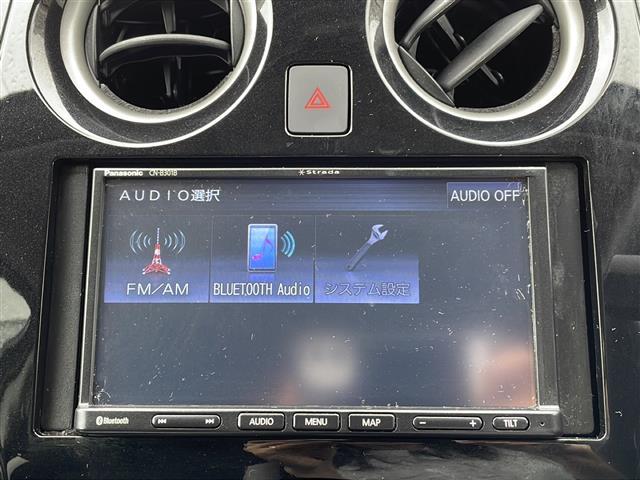 Panasonic CN-B301B Strada
AUDIO選択 AUDIO OFF
FM/AM BLUETOOTH Audio システム設定
Bluetooth AUDIO MENU MAP − + TILT